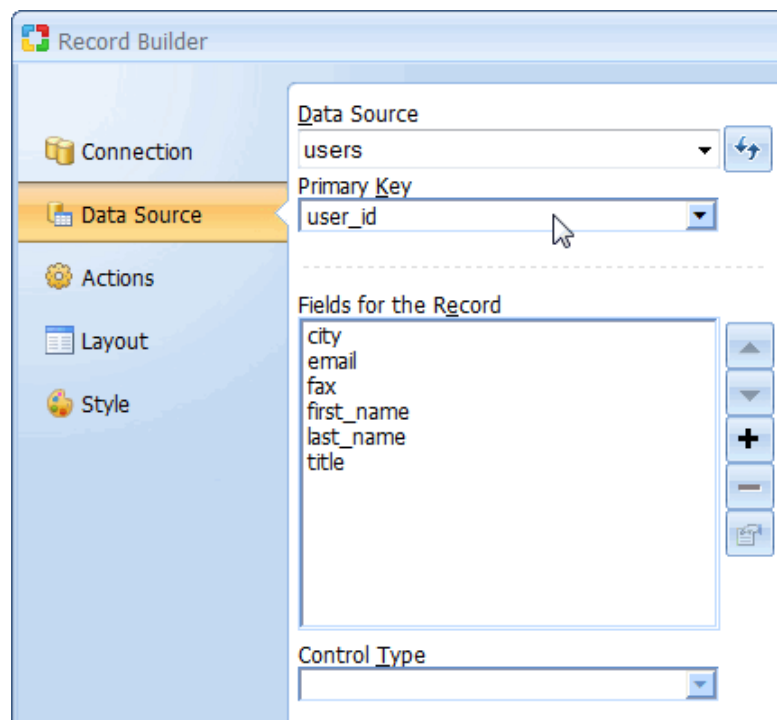 Record Builder
Connection
Data Source
Actions
Layout
Style
Data Source
users
Primary Key
user_id
Fields for the Record
city
email
fax
first_name
last_name
title
Control Type